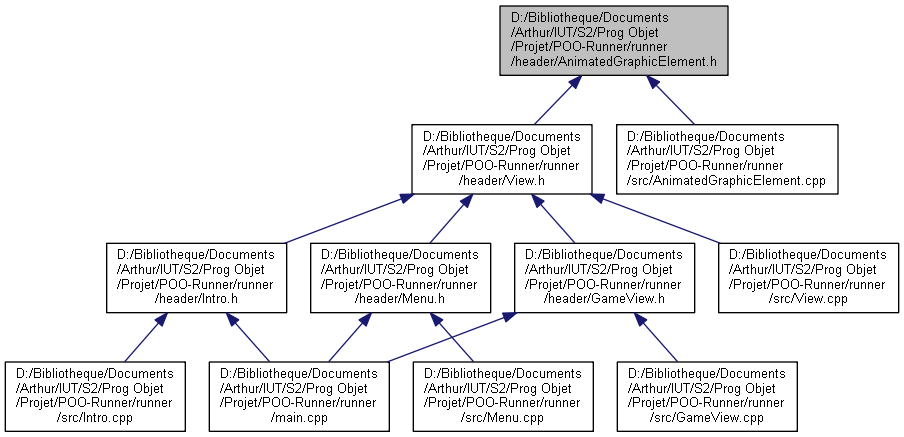 D:/Bibliotheque/Documents
/Arthur/IUT/S2/Prog Objet
/Projet/POO-Runner/runner
/header/AnimatedGraphicElement.h
D:/Bibliotheque/Documents
/Arthur/IUT/S2/Prog Objet
/Projet/POO-Runner/runner
/header/View.h
D:/Bibliotheque/Documents
/Arthur/IUT/S2/Prog Objet
/Projet/POO-Runner/runner
/src/AnimatedGraphicElement.cpp
D:/Bibliotheque/Documents
/Arthur/IUT/S2/Prog Objet
/Projet/POO-Runner/runner
/header/Intro.h
D:/Bibliotheque/Documents
/Arthur/IUT/S2/Prog Objet
/Projet/POO-Runner/runner
/header/Menu.h
D:/Bibliotheque/Documents
/Arthur/IUT/S2/Prog Objet
/Projet/POO-Runner/runner
/header/GameView.h
D:/Bibliotheque/Documents
/Arthur/IUT/S2/Prog Objet
/Projet/POO-Runner/runner
/src/View.cpp
D:/Bibliotheque/Documents
/Arthur/IUT/S2/Prog Objet
/Projet/POO-Runner/runner
/src/Intro.cpp
D:/Bibliotheque/Documents
/Arthur/IUT/S2/Prog Objet
/Projet/POO-Runner/runner
/main.cpp
D:/Bibliotheque/Documents
/Arthur/IUT/S2/Prog Objet
/Projet/POO-Runner/runner
/src/Menu.cpp
D:/Bibliotheque/Documents
/Arthur/IUT/S2/Prog Objet
/Projet/POO-Runner/runner
/src/GameView.cpp